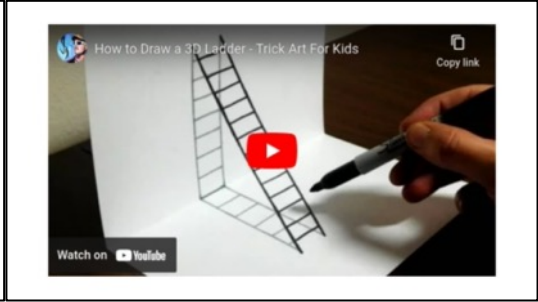 How to Draw a 3D Ladder - Trick Art For Kids
Copy link
Watch on YouTube